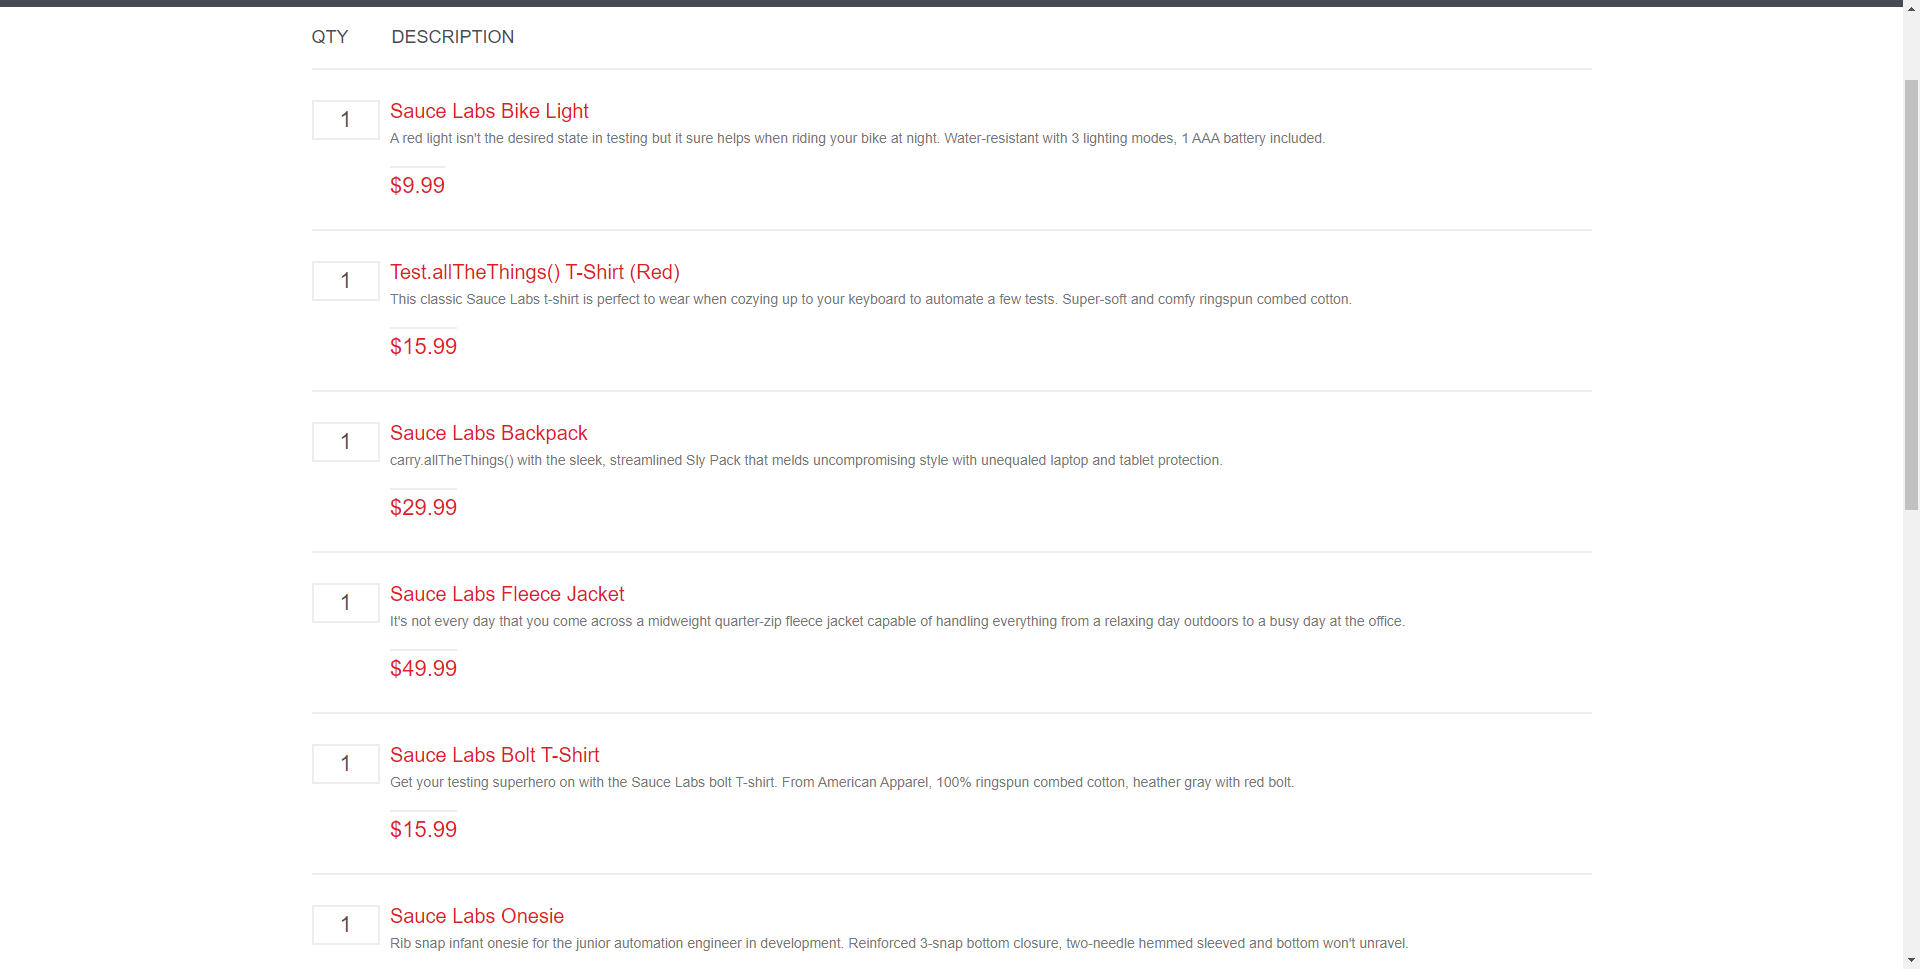 QTY DESCRIPTION
1 Sauce Labs Bike Light
A red light isn't the desired state in testing but it sure helps when riding your bike at night. Water-resistant with 3 lighting modes, 1 AAA battery included.
$9.99
1 Test.allTheThings() T-Shirt (Red)
This classic Sauce Labs t-shirt is perfect to wear when cozying up to your keyboard to automate a few tests. Super-soft and comfy ringspun combed cotton.
$15.99
1 Sauce Labs Backpack
carry.allTheThings() with the sleek, streamlined Sly Pack that melds uncompromising style with unequaled laptop and tablet protection.
$29.99
1 Sauce Labs Fleece Jacket
It's not every day that you come across a midweight quarter-zip fleece jacket capable of handling everything from a relaxing day outdoors to a busy day at the office.
$49.99
1 Sauce Labs Bolt T-Shirt
Get your testing superhero on with the Sauce Labs bolt T-shirt. From American Apparel, 100% ringspun combed cotton, heather gray with red bolt.
$15.99
1 Sauce Labs Onesie
Rib snap infant onesie for the junior automation engineer in development. Reinforced 3-snap bottom closure, two-needle hemmed sleeved and bottom won't unravel.